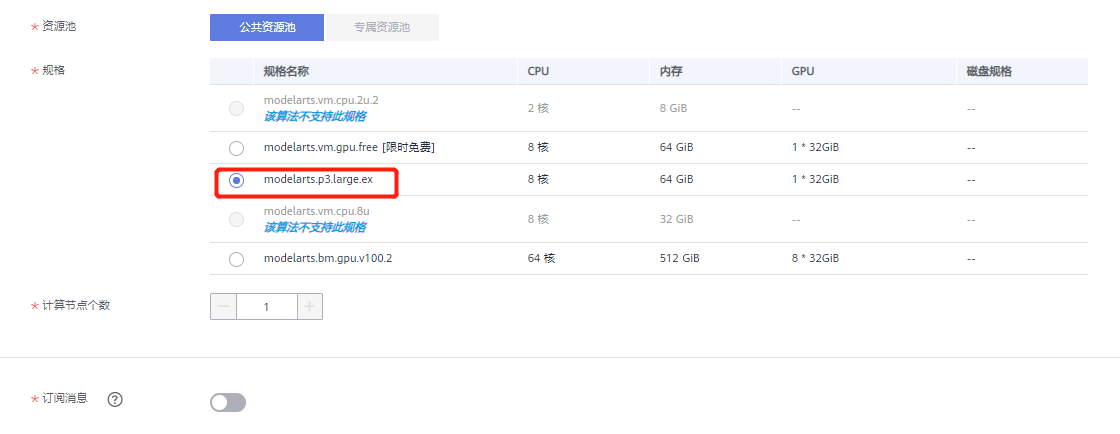 * 资源池 公共资源池 专属资源池
* 规格 规格名称 CPU 内存 GPU 磁盘规格
modelarts.vm.cpu.2u.2 2 核 8 GiB -- --
该算法不支持此规格
modelarts.vm.gpu.free [限时免费] 8 核 64 GiB 1 * 32GiB --
modelarts.p3.large.ex 8 核 64 GiB 1 * 32GiB --
modelarts.vm.cpu.8u 8 核 32 GiB -- --
该算法不支持此规格
modelarts.bm.gpu.v100.2 64 核 512 GiB 8 * 32GiB --
* 计算节点个数 － 1 +
* 订阅消息 ?